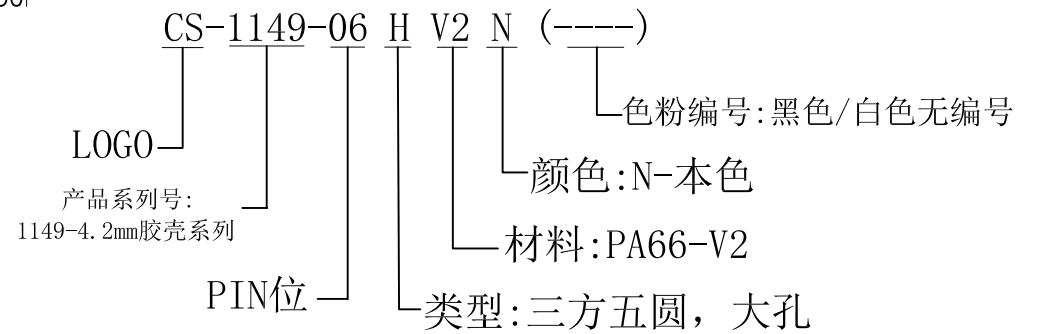 CS-1149-06 H V2 N (----)
色粉编号:黑色/白色无编号
LOGO
颜色:N-本色
产品系列号:
1149-4.2mm胶壳系列
材料:PA66-V2
PIN位
类型:三方五圆，大孔